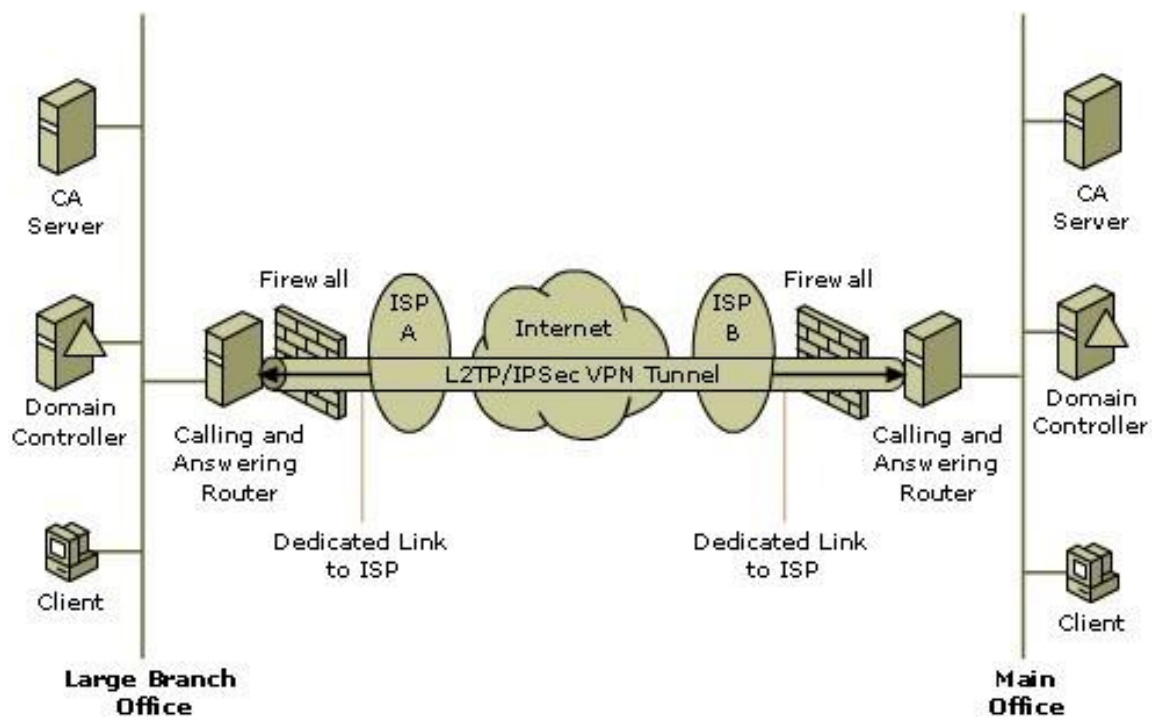 CA
Server
Domain
Controller
Client
Large Branch
Office
Firewall
Calling and
Answering
Router
ISP
A
Dedicated Link
to ISP
Internet
L2TP/IPSec VPN Tunnel
ISP
B
Dedicated Link
to ISP
Firewall
Calling and
Answering
Router
CA
Server
Domain
Controller
Client
Main
Office